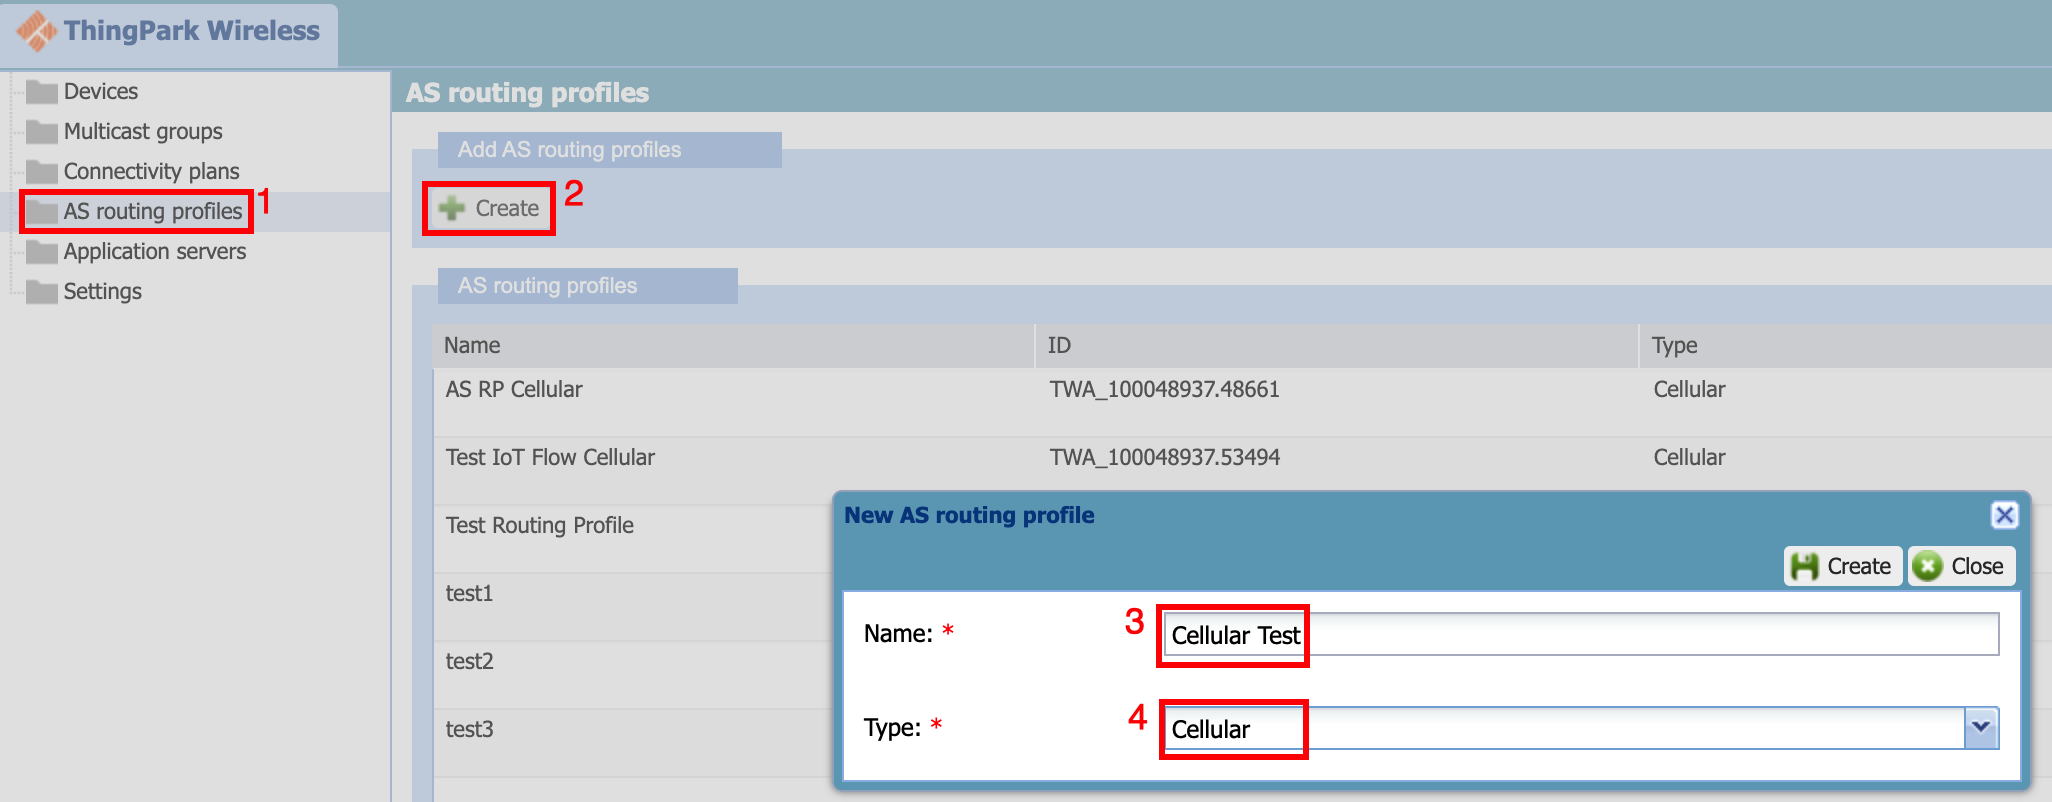 ThingPark Wireless
Devices
Multicast groups
Connectivity plans
AS routing profiles 1
Application servers
Settings
AS routing profiles
Add AS routing profiles
Create 2
AS routing profiles
Name ID Type
AS RP Cellular TWA_100048937.48661 Cellular
Test IoT Flow Cellular TWA_100048937.53494 Cellular
Test Routing Profile
test1
test2
test3
New AS routing profile
Create Close
Name: * 3 Cellular Test
Type: * 4 Cellular